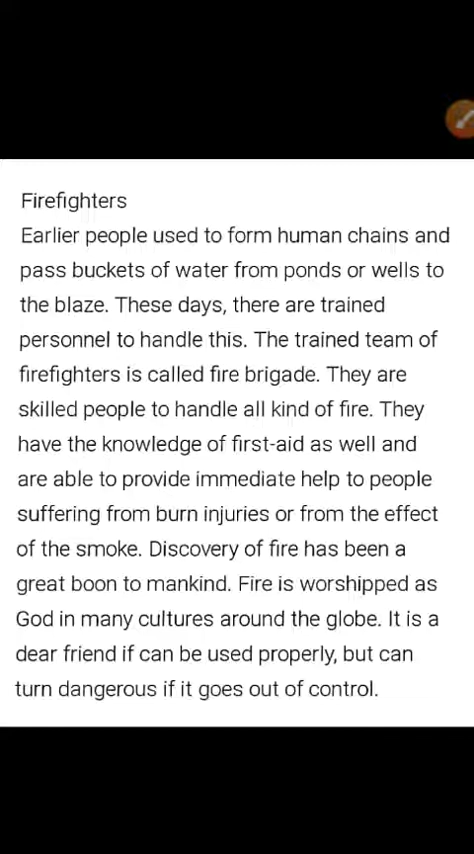 Firefighters
Earlier people used to form human chains and
pass buckets of water from ponds or wells to
the blaze. These days, there are trained
personnel to handle this. The trained team of
firefighters is called fire brigade. They are
skilled people to handle all kind of fire. They
have the knowledge of first-aid as well and
are able to provide immediate help to people
suffering from burn injuries or from the effect
of the smoke. Discovery of fire has been a
great boon to mankind. Fire is worshipped as
God in many cultures around the globe. It is a
dear friend if can be used properly, but can
turn dangerous if it goes out of control.